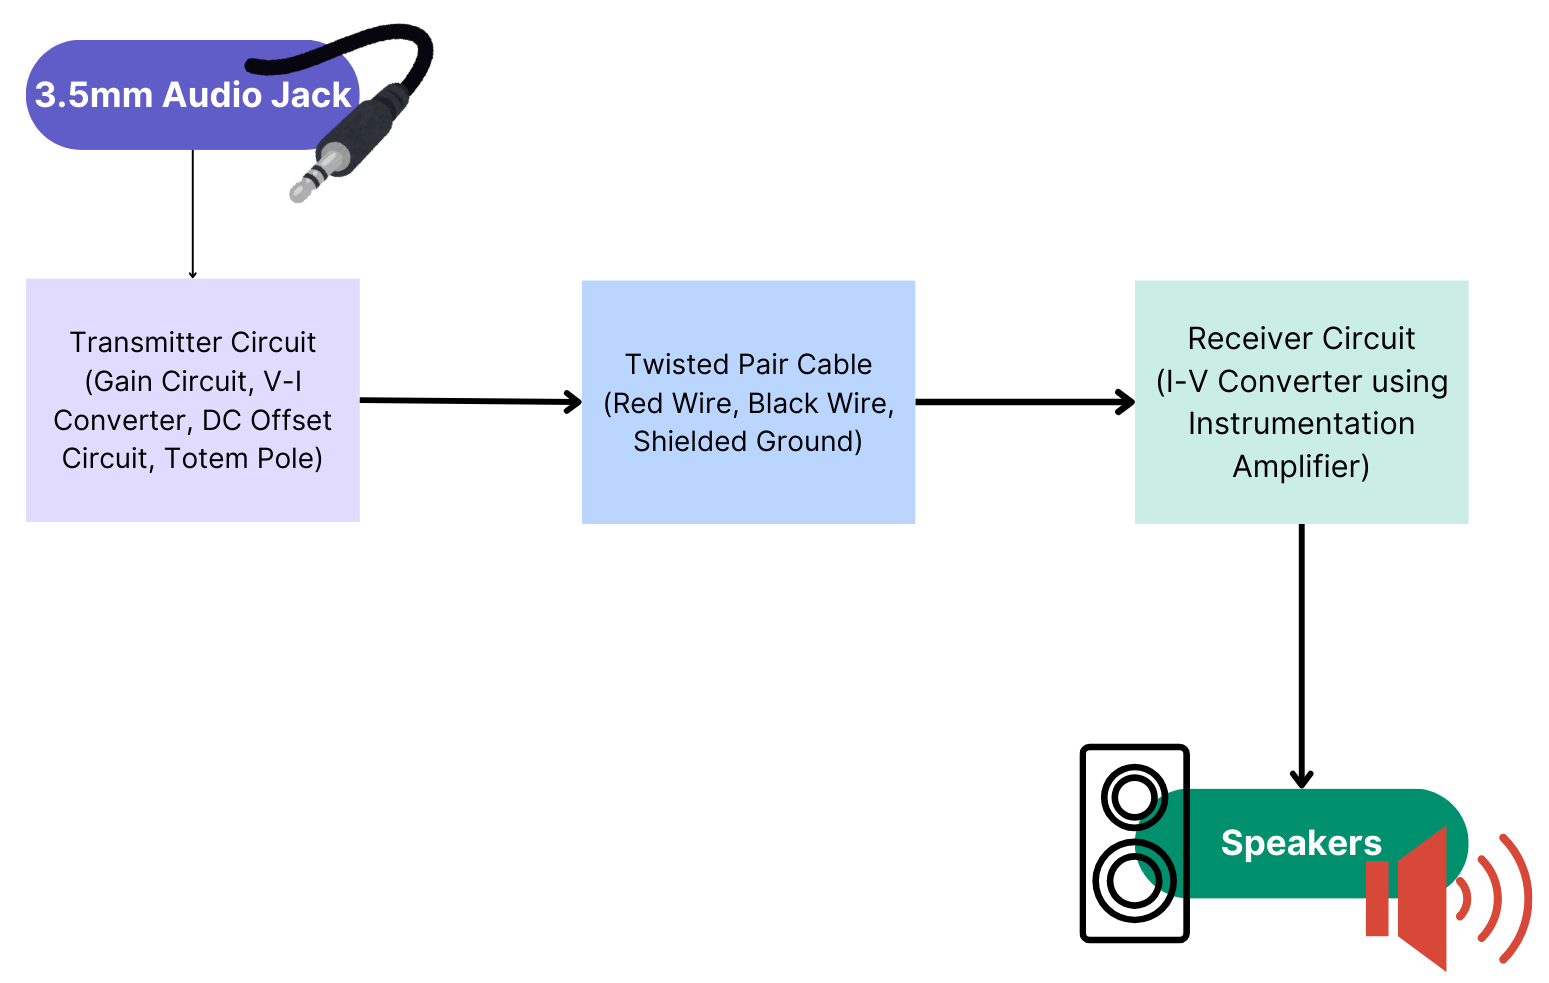 3.5mm Audio Jack
Transmitter Circuit
(Gain Circuit, V-I
Converter, DC Offset
Circuit, Totem Pole)
Twisted Pair Cable
(Red Wire, Black Wire,
Shielded Ground)
Receiver Circuit
(I-V Converter using
Instrumentation
Amplifier)
Speakers